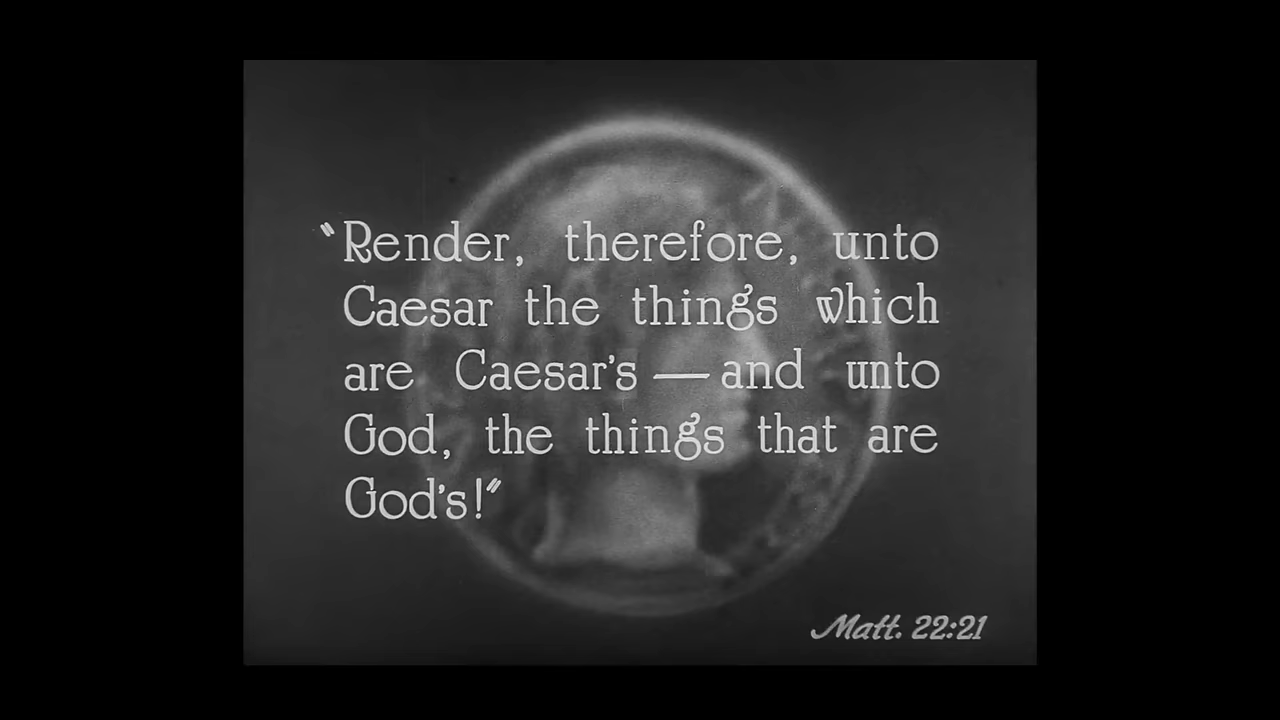 "Render, therefore, unto
Caesar the things which
are Caesar's — and unto
God, the things that are
God's!"
Matt. 22:21